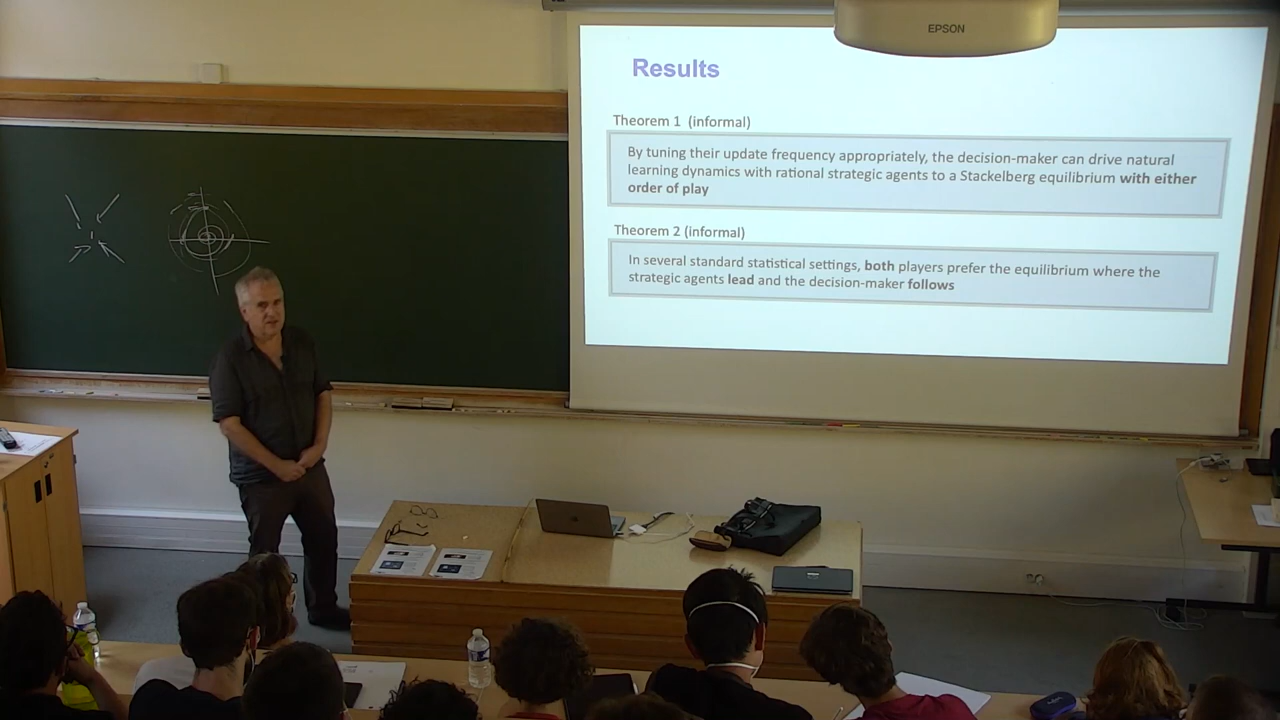 EPSON
Results
Theorem 1 (informal)
By tuning their update frequency appropriately, the decision-maker can drive natural
learning dynamics with rational strategic agents to a Stackelberg equilibrium with either
order of play
Theorem 2 (informal)
In several standard statistical settings, both players prefer the equilibrium where the
strategic agents lead and the decision-maker follows